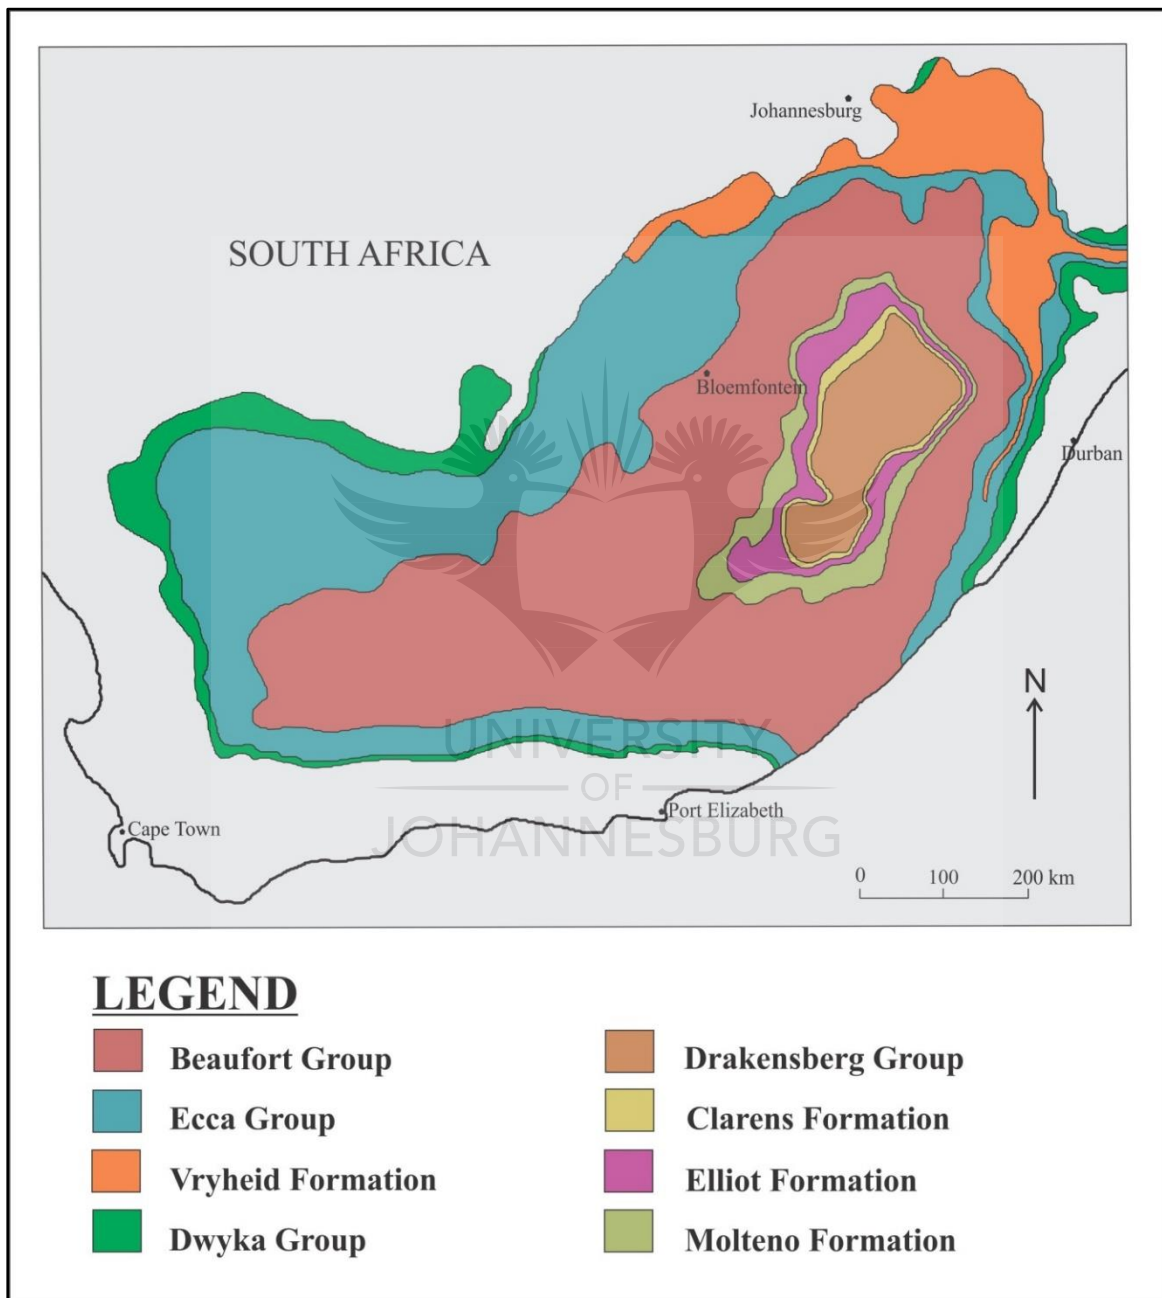 Johannesburg
SOUTH AFRICA
Bloemfontein
Durban
N
UNIVERSITY
OF
JOHANNESBURG
Port Elizabeth
Cape Town
0 100 200 km
LEGEND
Beaufort Group
Ecca Group
Vryheid Formation
Dwyka Group
Drakensberg Group
Clarens Formation
Elliot Formation
Molteno Formation